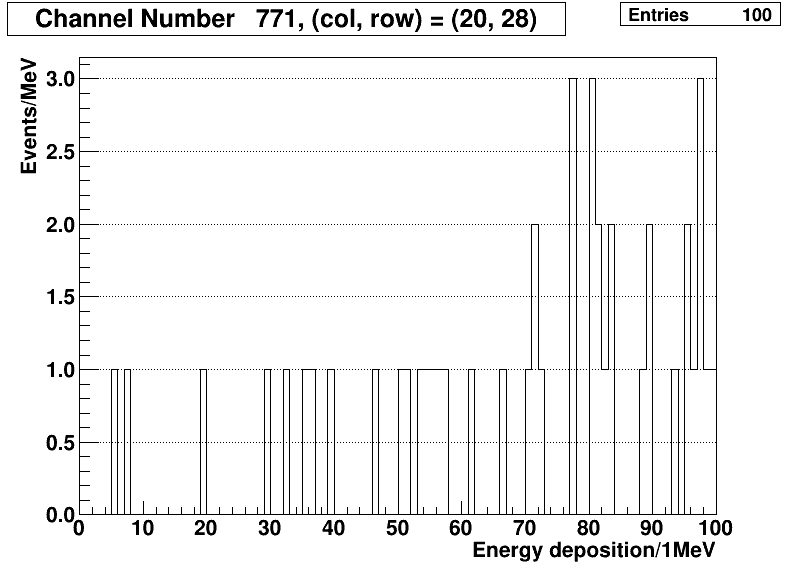 Channel Number   771, (col, row) = (20, 28)
Entries 100
Events/MeV
3.0
2.5
2.0
1.5
1.0
0.5
0.0
0 10 20 30 40 50 60 70 80 90 100
Energy deposition/1MeV